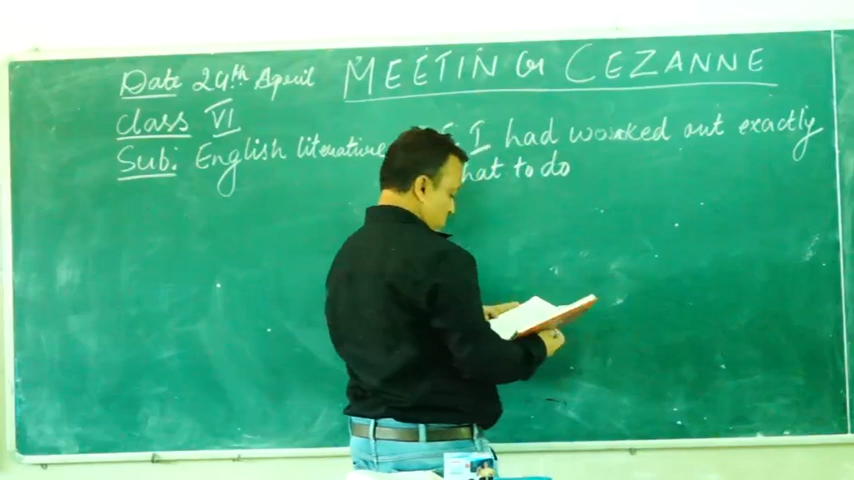 Date 24th April
MEETING CEZANNE
Class VI
Sub: English literature
I had worked out exactly
hat to do